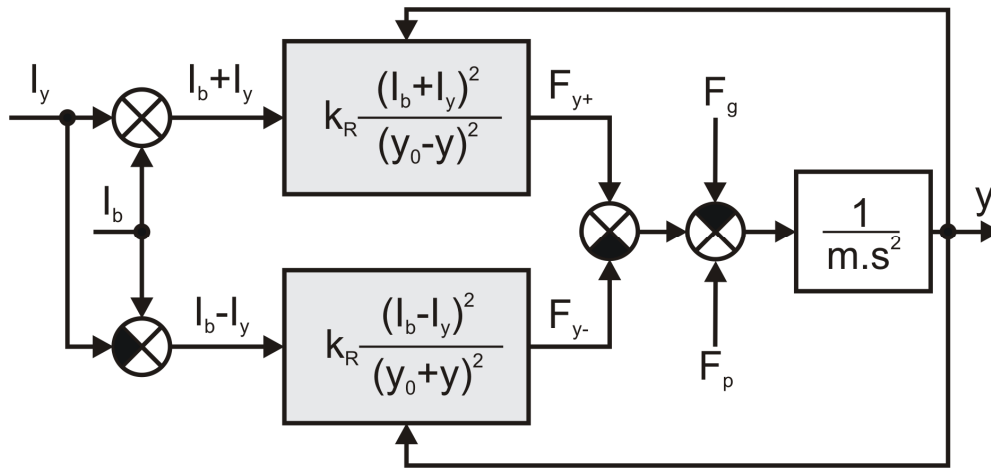 I_y
I_b+I_y
k_R (I_b+I_y)^2 / (y_0-y)^2
F_y+
F_g
I_b
y
1 / m.s^2
I_b-I_y
k_R (I_b-I_y)^2 / (y_0+y)^2
F_y-
F_p